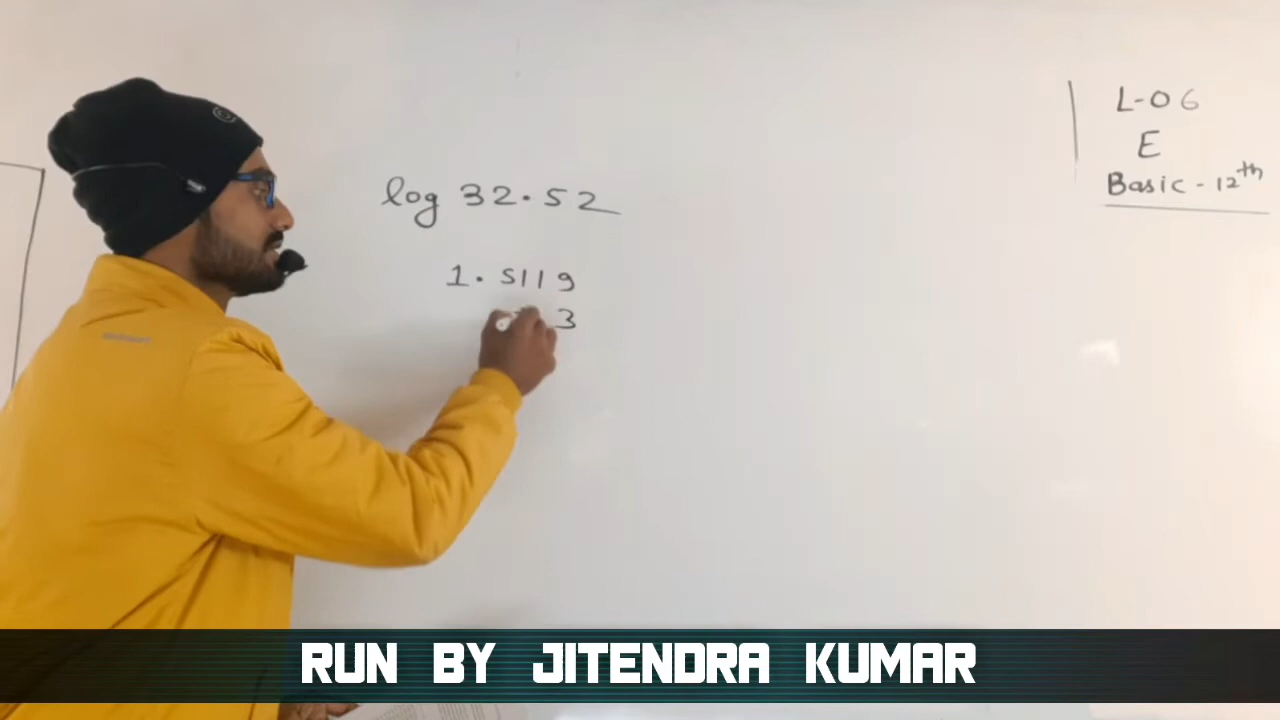 log 32.52
1.5119
3
L-06
E
Basic - 12th
RUN BY JITENDRA KUMAR